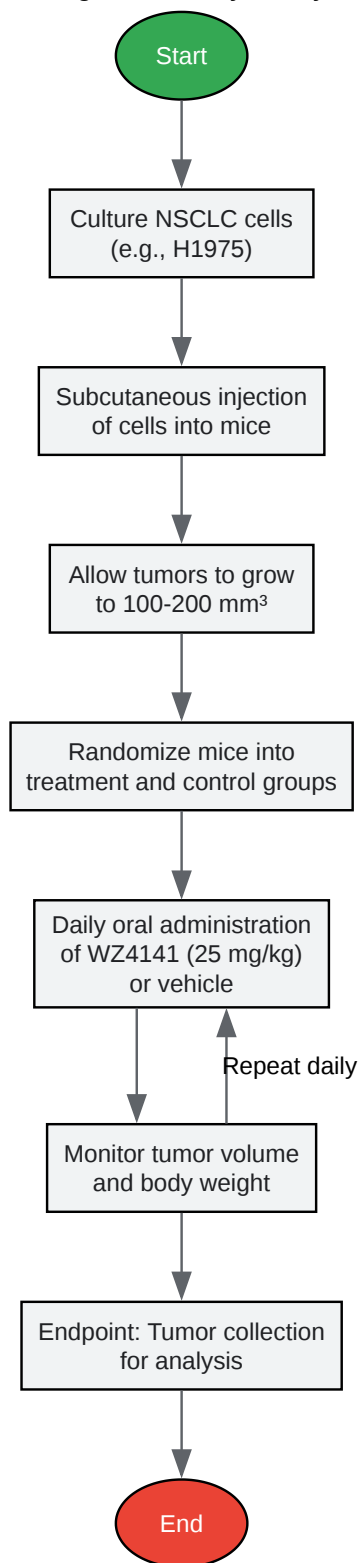 Start
Culture NSCLC cells
(e.g., H1975)
Subcutaneous injection
of cells into mice
Allow tumors to grow
to 100-200 mm³
Randomize mice into
treatment and control groups
Daily oral administration
of WZ4141 (25 mg/kg)
or vehicle
Repeat daily
Monitor tumor volume
and body weight
Endpoint: Tumor collection
for analysis
End